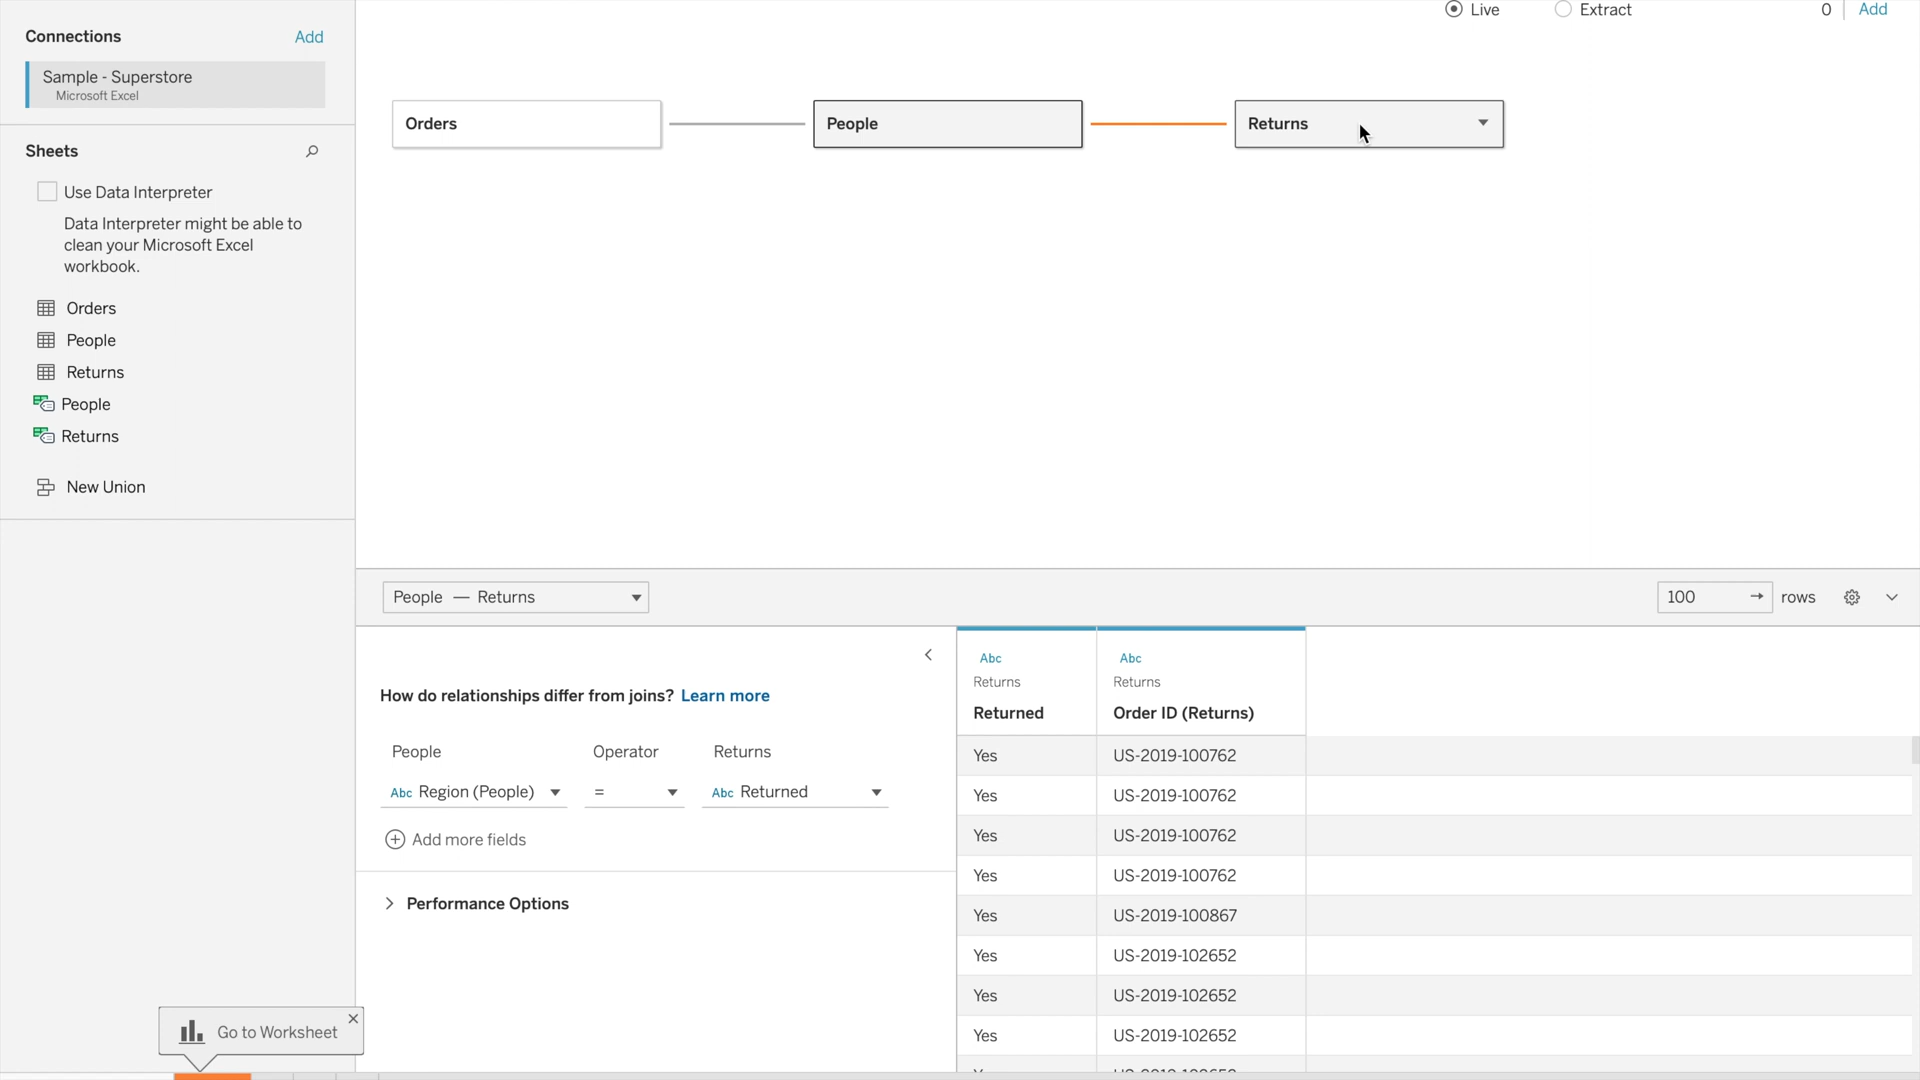 Connections Add
Sample - Superstore
Microsoft Excel
Sheets
Use Data Interpreter
Data Interpreter might be able to
clean your Microsoft Excel
workbook.
Orders
People
Returns
People
Returns
New Union
Live Extract 0 Add
Orders People Returns
People — Returns 100 rows
How do relationships differ from joins? Learn more
People Operator Returns
Abc Region (People) = Abc Returned
Add more fields
Performance Options
Abc Abc
Returns Returns
Returned Order ID (Returns)
Yes US-2019-100762
Yes US-2019-100762
Yes US-2019-100762
Yes US-2019-100762
Yes US-2019-100867
Yes US-2019-102652
Yes US-2019-102652
Yes US-2019-102652
Go to Worksheet